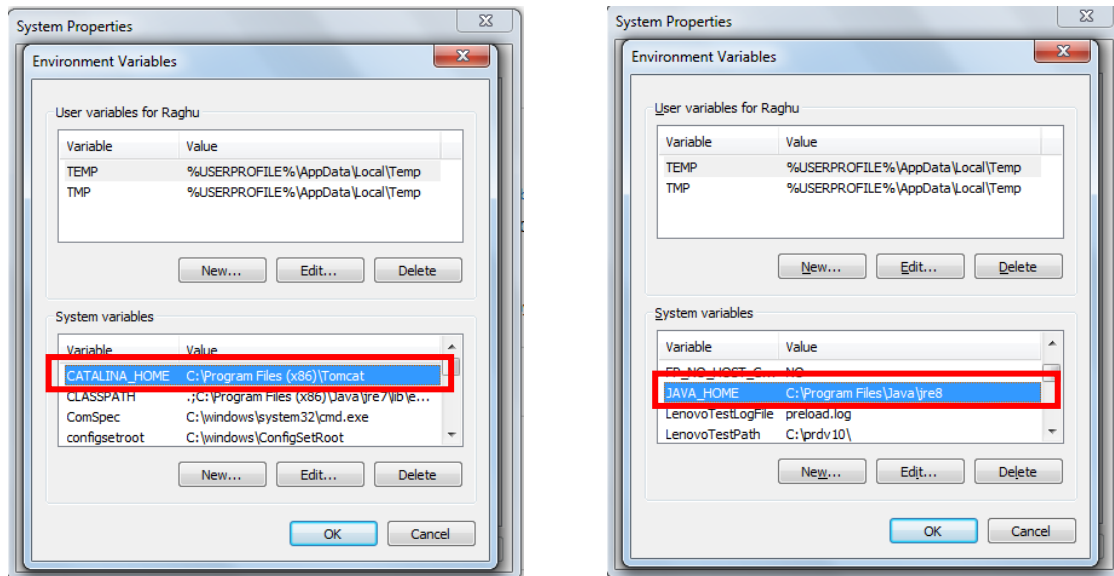 System Properties
Environment Variables
User variables for Raghu
Variable Value
TEMP %USERPROFILE%\AppData\Local\Temp
TMP %USERPROFILE%\AppData\Local\Temp
New... Edit... Delete
System variables
Variable Value
CATALINA_HOME C:\Program Files (x86)\Tomcat
CLASSPATH .;C:\Program Files (x86)\Java\jre7\lib\e...
ComSpec C:\windows\system32\cmd.exe
configsetroot C:\windows\ConfigSetRoot
New... Edit... Delete
OK Cancel
System Properties
Environment Variables
User variables for Raghu
Variable Value
TEMP %USERPROFILE%\AppData\Local\Temp
TMP %USERPROFILE%\AppData\Local\Temp
New... Edit... Delete
System variables
Variable Value
FP_NO_HOST_C... NO
JAVA_HOME C:\Program Files\Java\jre8
LenovoTestLogFile preload.log
LenovoTestPath C:\prdv10\
New... Edit... Delete
OK Cancel